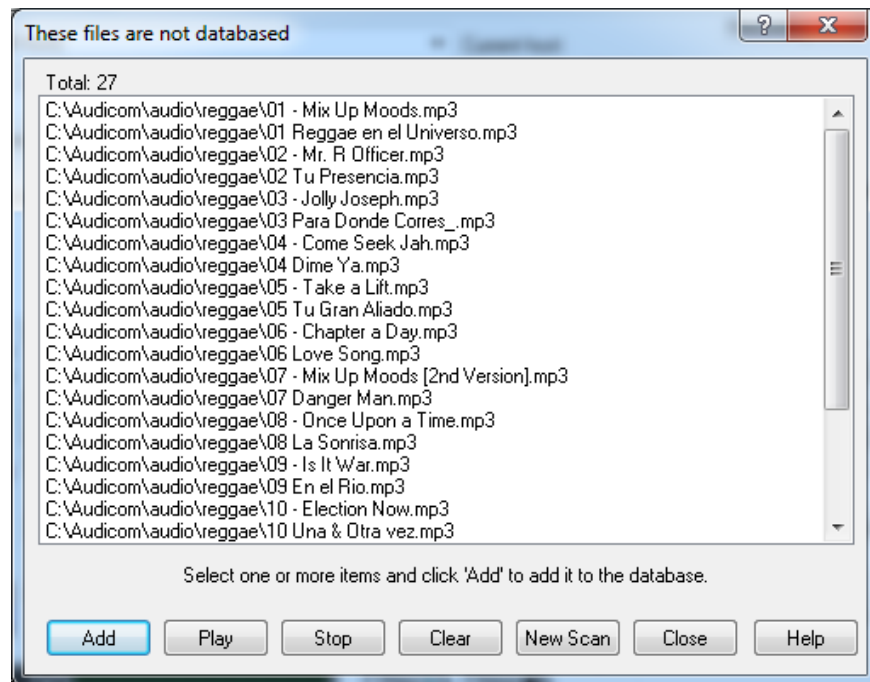 These files are not databased
Total: 27
C:\Audicom\audio\reggae\01 - Mix Up Moods.mp3
C:\Audicom\audio\reggae\01 Reggae en el Universo.mp3
C:\Audicom\audio\reggae\02 - Mr. R Officer.mp3
C:\Audicom\audio\reggae\02 Tu Presencia.mp3
C:\Audicom\audio\reggae\03 - Jolly Joseph.mp3
C:\Audicom\audio\reggae\03 Para Donde Corres_.mp3
C:\Audicom\audio\reggae\04 - Come Seek Jah.mp3
C:\Audicom\audio\reggae\04 Dime Ya.mp3
C:\Audicom\audio\reggae\05 - Take a Lift.mp3
C:\Audicom\audio\reggae\05 Tu Gran Aliado.mp3
C:\Audicom\audio\reggae\06 - Chapter a Day.mp3
C:\Audicom\audio\reggae\06 Love Song.mp3
C:\Audicom\audio\reggae\07 - Mix Up Moods [2nd Version].mp3
C:\Audicom\audio\reggae\07 Danger Man.mp3
C:\Audicom\audio\reggae\08 - Once Upon a Time.mp3
C:\Audicom\audio\reggae\08 La Sonrisa.mp3
C:\Audicom\audio\reggae\09 - Is It War.mp3
C:\Audicom\audio\reggae\09 En el Rio.mp3
C:\Audicom\audio\reggae\10 - Election Now.mp3
C:\Audicom\audio\reggae\10 Una & Otra vez.mp3
Select one or more items and click 'Add' to add it to the database.
Add Play Stop Clear New Scan Close Help